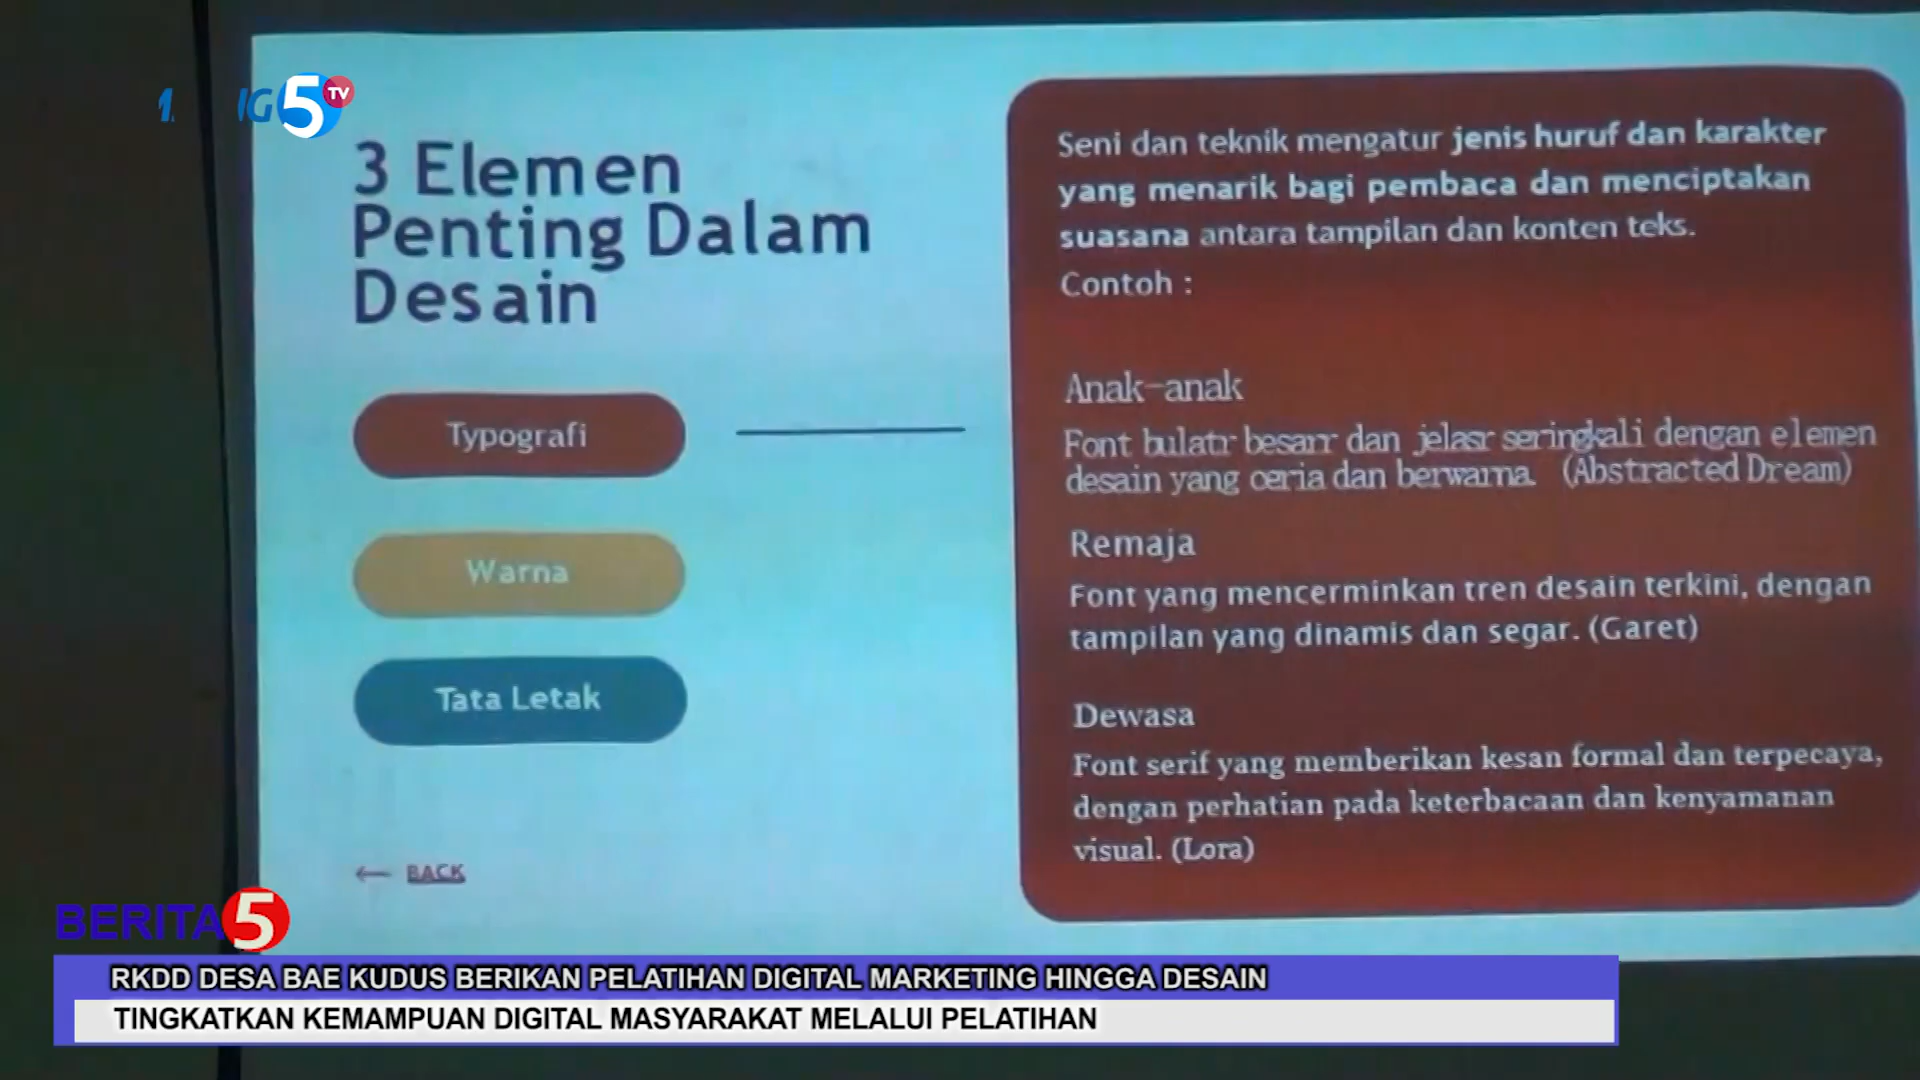 5 TV
3 Elemen
Penting Dalam
Desain
Typografi
Warna
Tata Letak
← BACK
Seni dan teknik mengatur jenis huruf dan karakter
yang menarik bagi pembaca dan menciptakan
suasana antara tampilan dan konten teks.
Contoh :
Anak-anak
Font bulatr besarr dan jelasr seringkali dengan elemen
desain yang ceria dan berwarna. (Abstracted Dream)
Remaja
Font yang mencerminkan tren desain terkini, dengan
tampilan yang dinamis dan segar. (Garet)
Dewasa
Font serif yang memberikan kesan formal dan terpecaya,
dengan perhatian pada keterbacaan dan kenyamanan
visual. (Lora)
BERITA 5
RKDD DESA BAE KUDUS BERIKAN PELATIHAN DIGITAL MARKETING HINGGA DESAIN
TINGKATKAN KEMAMPUAN DIGITAL MASYARAKAT MELALUI PELATIHAN